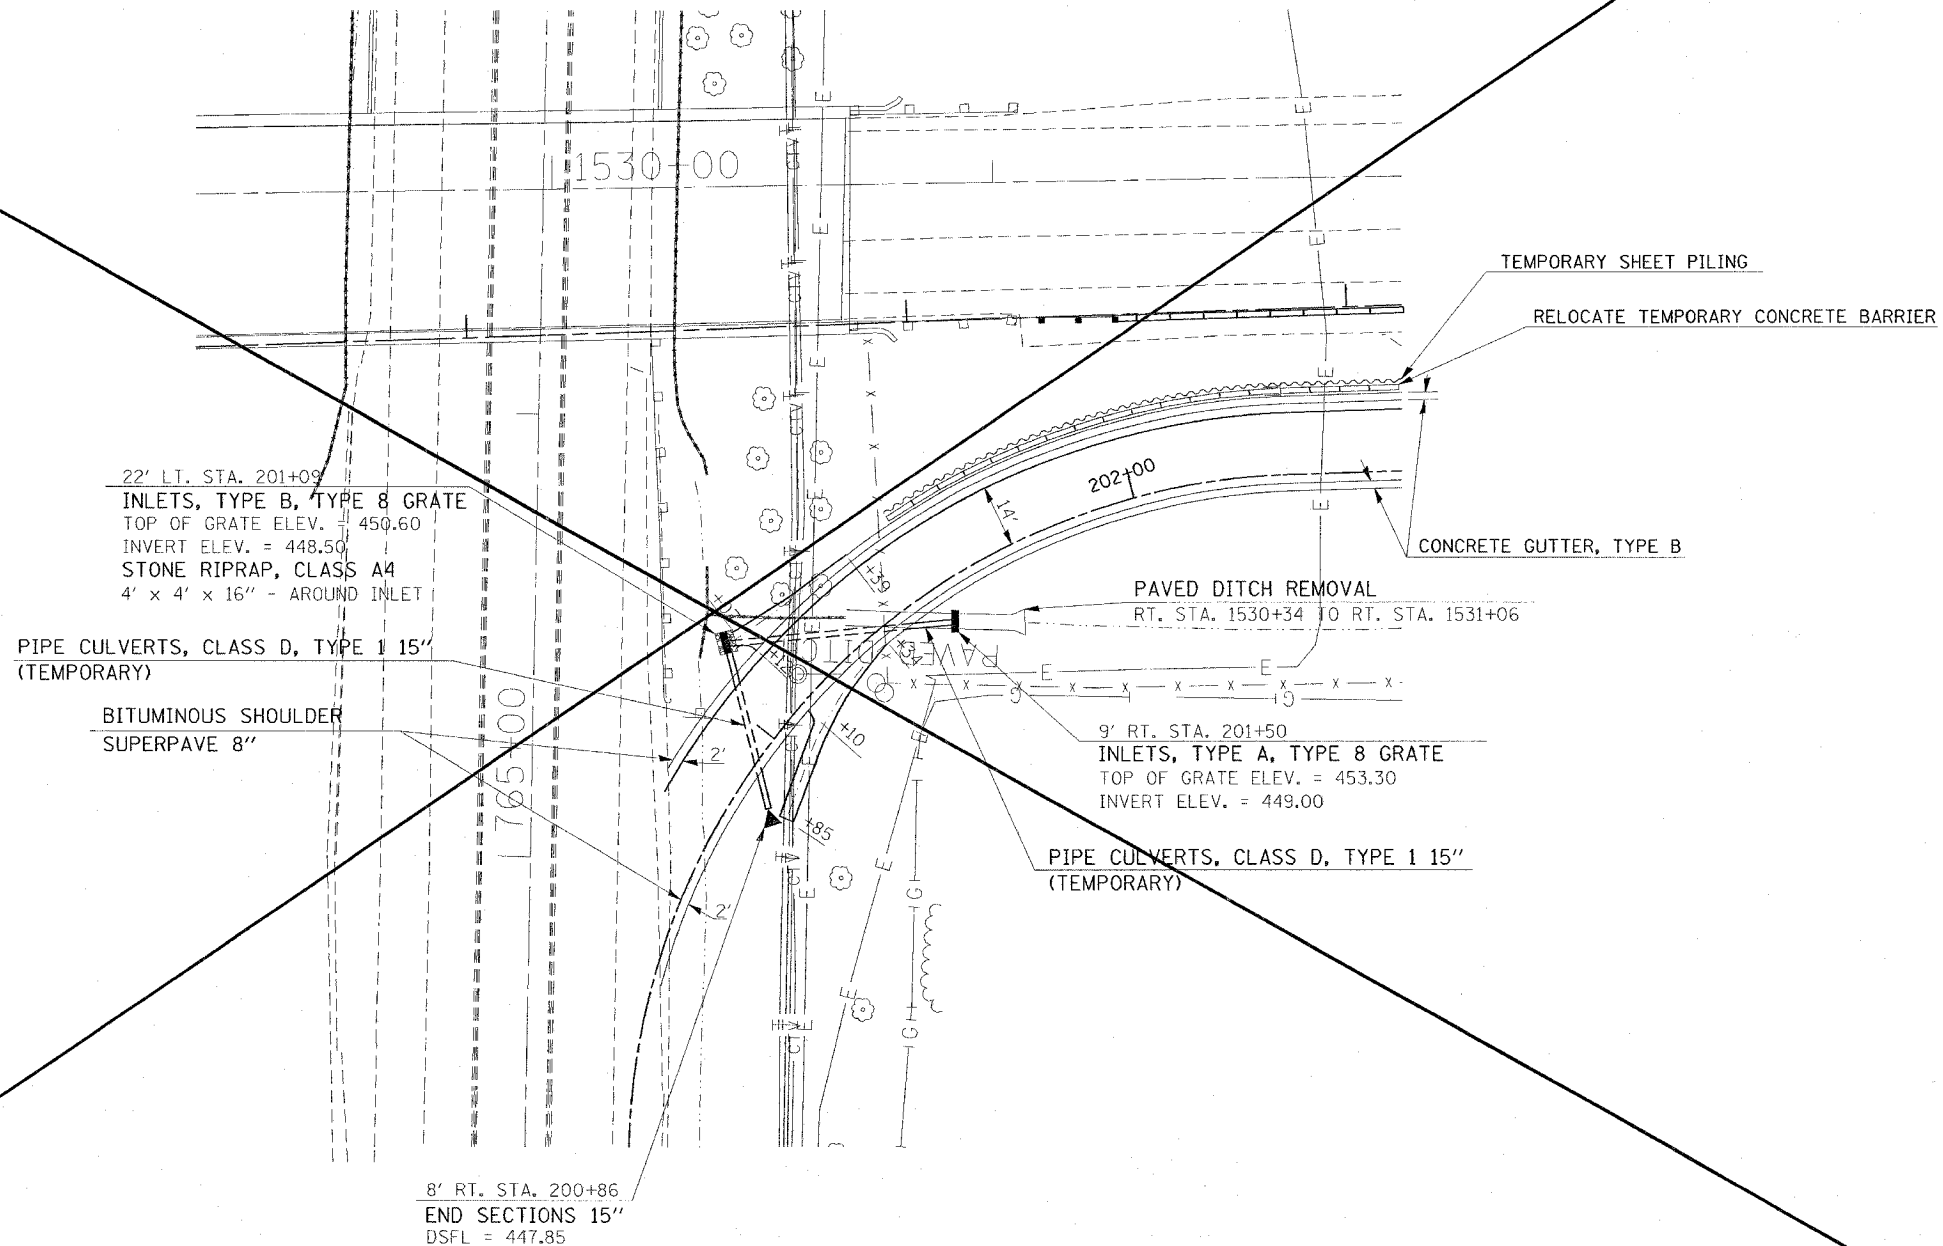 1530+00
TEMPORARY SHEET PILING
RELOCATE TEMPORARY CONCRETE BARRIER
202+00
14'
CONCRETE GUTTER, TYPE B
22' LT. STA. 201+09
INLETS, TYPE B, TYPE 8 GRATE
TOP OF GRATE ELEV. = 450.60
INVERT ELEV. = 448.50
STONE RIPRAP, CLASS A4
4' x 4' x 16" - AROUND INLET
+39
PAVED DITCH REMOVAL
RT. STA. 1530+34 TO RT. STA. 1531+06
PIPE CULVERTS, CLASS D, TYPE 1 15"
(TEMPORARY)
PAVED DITCH
BITUMINOUS SHOULDER
SUPERPAVE 8"
1765+00
2'
+10
9' RT. STA. 201+50
INLETS, TYPE A, TYPE 8 GRATE
TOP OF GRATE ELEV. = 453.30
INVERT ELEV. = 449.00
+85
PIPE CULVERTS, CLASS D, TYPE 1 15"
(TEMPORARY)
2'
8' RT. STA. 200+86
END SECTIONS 15"
DSFL = 447.85